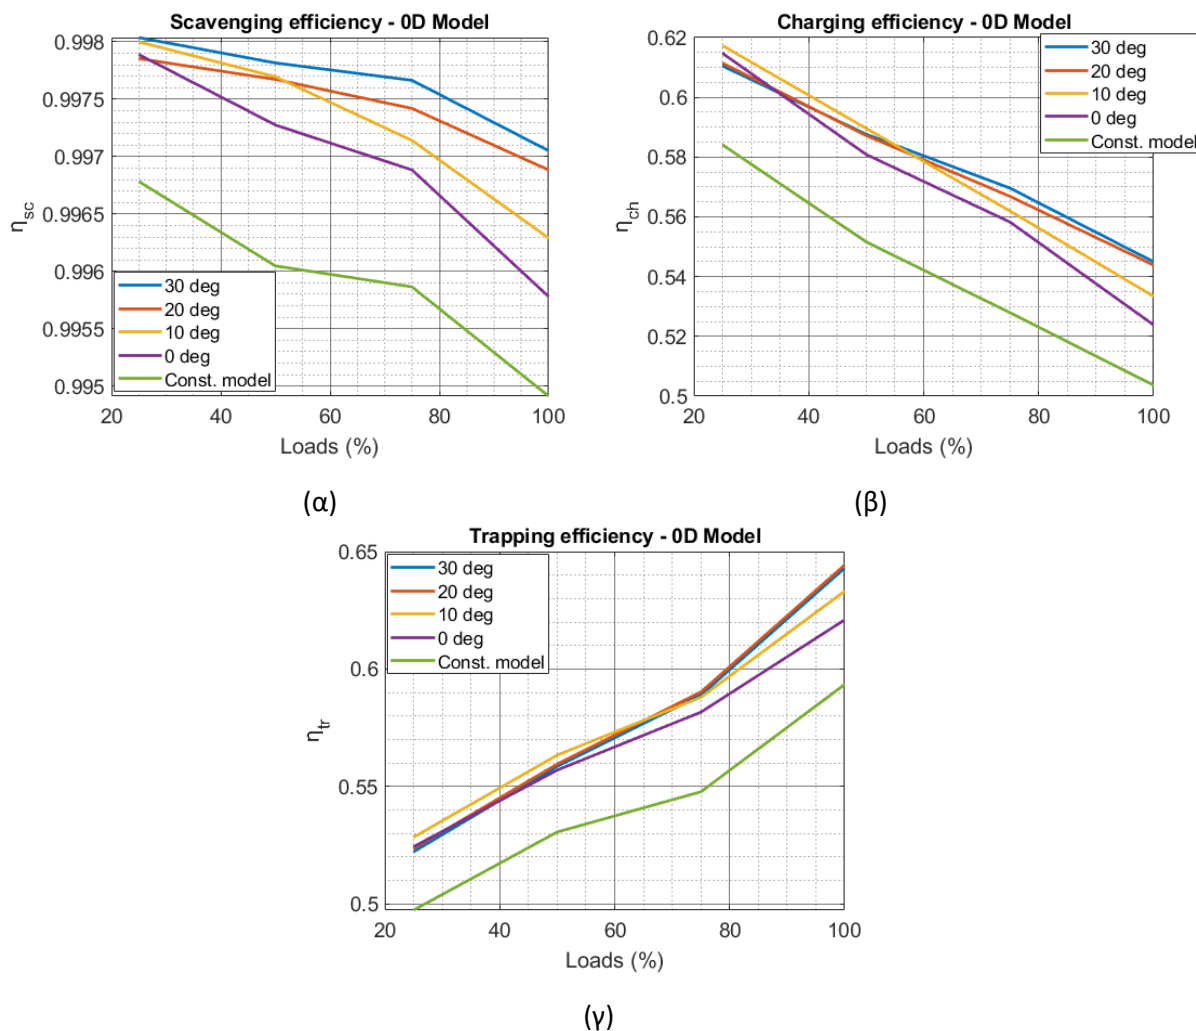 Scavenging efficiency - 0D Model
0.998
0.9975
0.997
0.9965
0.996
0.9955
0.995
ηsc
30 deg
20 deg
10 deg
0 deg
Const. model
20 40 60 80 100
Loads (%)
(α)
Charging efficiency - 0D Model
0.62
0.6
0.58
0.56
0.54
0.52
0.5
ηch
30 deg
20 deg
10 deg
0 deg
Const. model
20 40 60 80 100
Loads (%)
(β)
Trapping efficiency - 0D Model
0.65
0.6
0.55
0.5
ηtr
30 deg
20 deg
10 deg
0 deg
Const. model
20 40 60 80 100
Loads (%)
(γ)